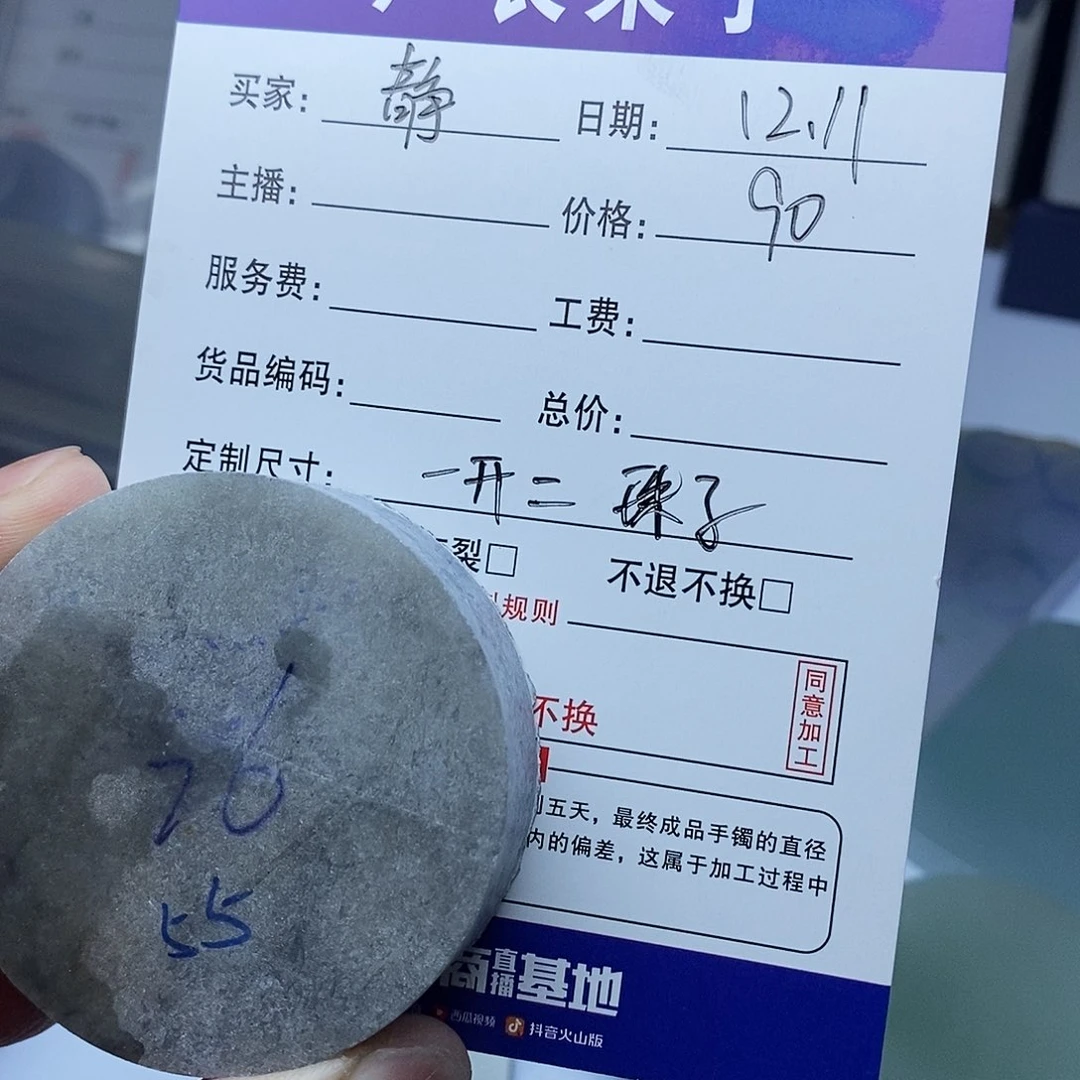 买家: 静 日期: 12.11
主播: 价格: 90
服务费: 工费:
货品编码: 总价:
定制尺寸: 一开二 珠子
裂□ 不退不换□
规则
同意加工
不换
五天，最终成品手镯的直径
内的偏差，这属于加工过程中
70
55
商直播基地
西瓜视频 抖音火山版